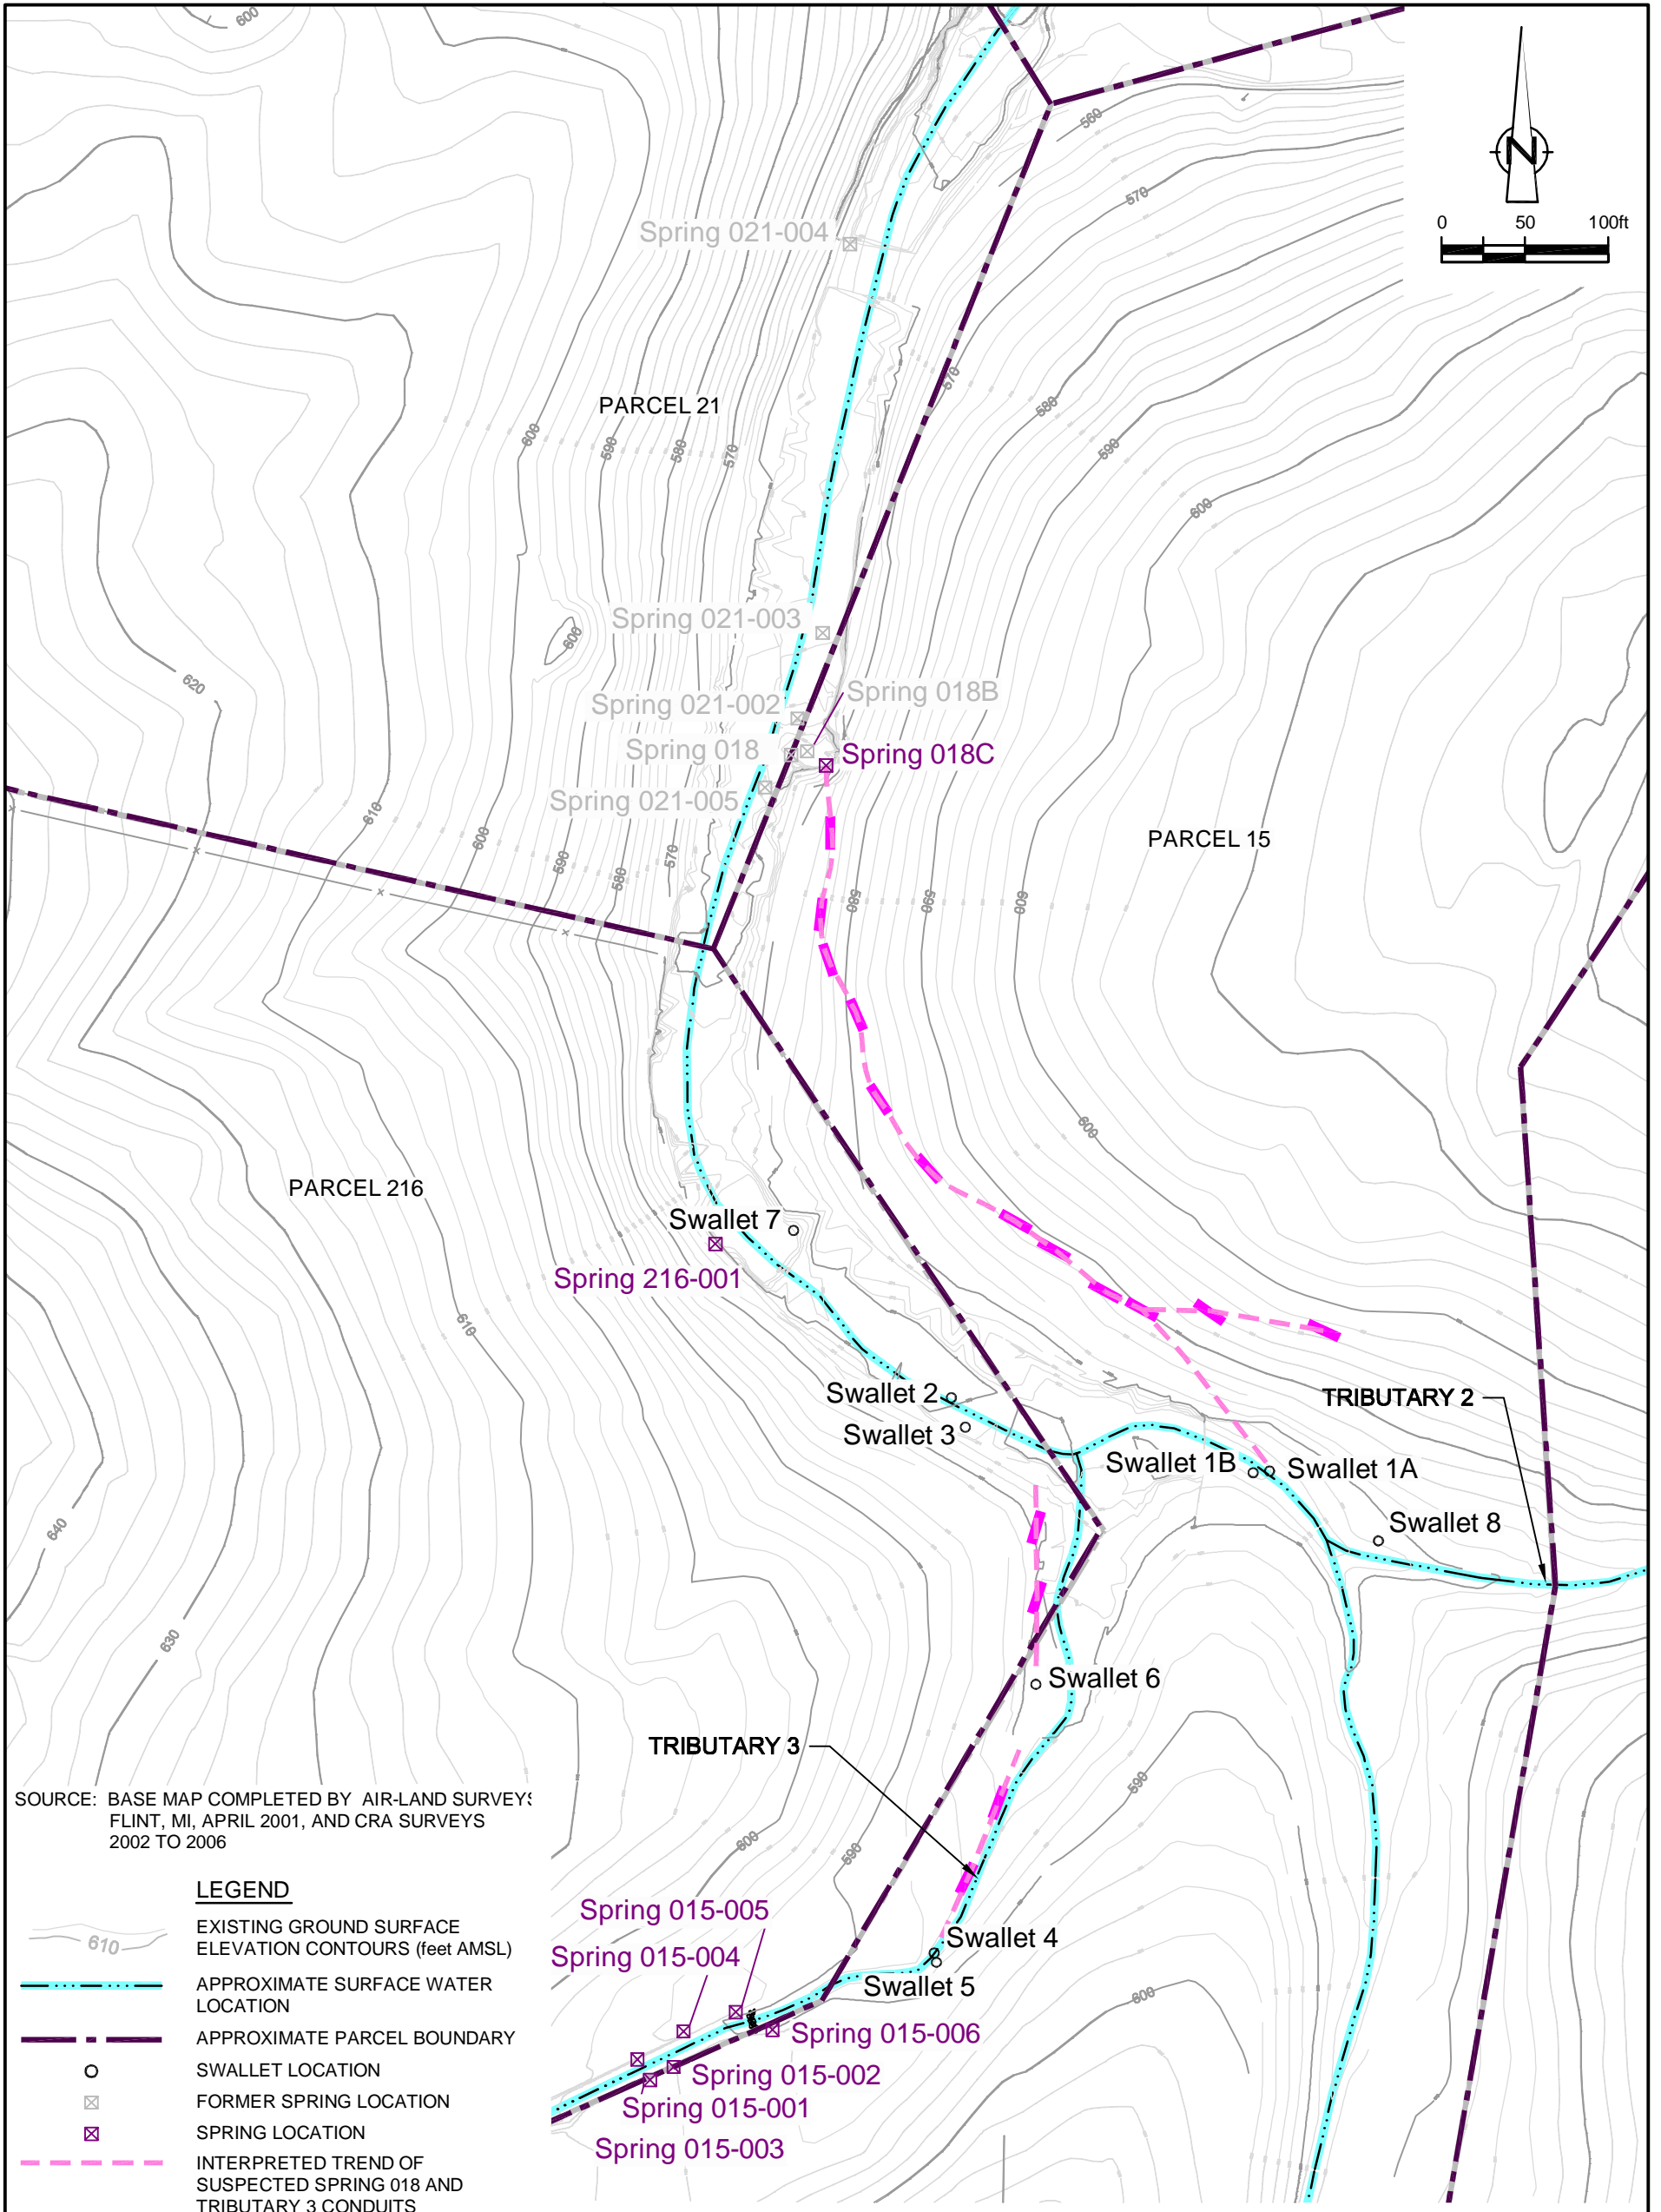 600
560
570
N
0 50 100ft
Spring 021-004
570
PARCEL 21
580
600
590
580
570
590
600
Spring 021-003
600
620
Spring 018B
Spring 021-002
Spring 018
Spring 018C
Spring 021-005
610
600
590
580
570
PARCEL 15
580
590
600
600
PARCEL 216
Swallet 7
Spring 216-001
610
Swallet 2
TRIBUTARY 2
Swallet 3
Swallet 1B
Swallet 1A
Swallet 8
640
630
Swallet 6
TRIBUTARY 3
590
SOURCE: BASE MAP COMPLETED BY AIR-LAND SURVEYS
FLINT, MI, APRIL 2001, AND CRA SURVEYS
2002 TO 2006
600
590
LEGEND
610
EXISTING GROUND SURFACE
ELEVATION CONTOURS (feet AMSL)
APPROXIMATE SURFACE WATER
LOCATION
APPROXIMATE PARCEL BOUNDARY
SWALLET LOCATION
FORMER SPRING LOCATION
SPRING LOCATION
INTERPRETED TREND OF
SUSPECTED SPRING 018 AND
TRIBUTARY 3 CONDUITS
Spring 015-005
Spring 015-004
Swallet 4
Swallet 5
600
Spring 015-006
Spring 015-002
Spring 015-001
Spring 015-003